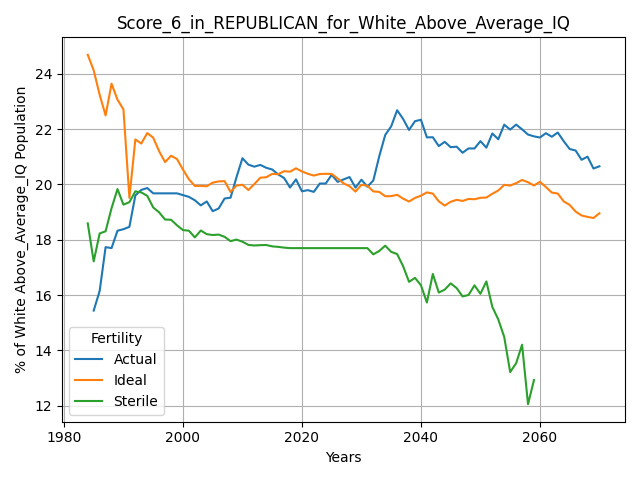 Score_6_in_REPUBLICAN_for_White_Above_Average_IQ
% of White Above_Average_IQ Population
24
22
20
18
16
14
12
Fertility
Actual
Ideal
Sterile
1980 2000 2020 2040 2060
Years